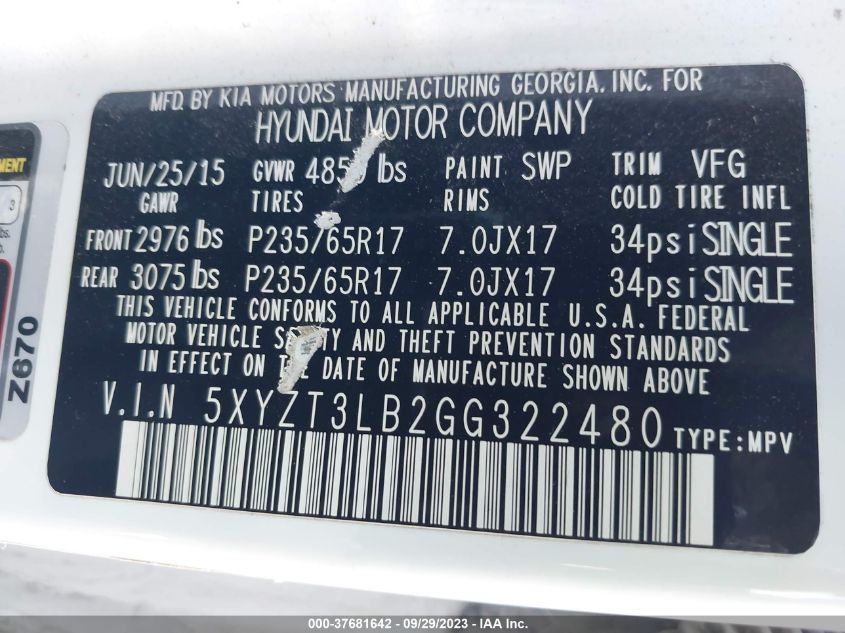 MFD. BY KIA MOTORS MANUFACTURING GEORGIA, INC. FOR
HYUNDAI MOTOR COMPANY
JUN/25/15 GVWR lbs PAINT SWP TRIM VFG
GAWR TIRES RIMS COLD TIRE INFL
FRONT 2976 lbs P235/65R17 7.0JX17 34psi SINGLE
REAR 3075 lbs P235/65R17 7.0JX17 34psi SINGLE
THIS VEHICLE CONFORMS TO ALL APPLICABLE U.S.A. FEDERAL
MOTOR VEHICLE SAFETY AND THEFT PREVENTION STANDARDS
IN EFFECT ON THE DATE OF MANUFACTURE SHOWN ABOVE
V.I.N 5XYZT3LB2GG322480 TYPE:MPV
Z670
000-37681642 - 09/29/2023 - IAAI.com